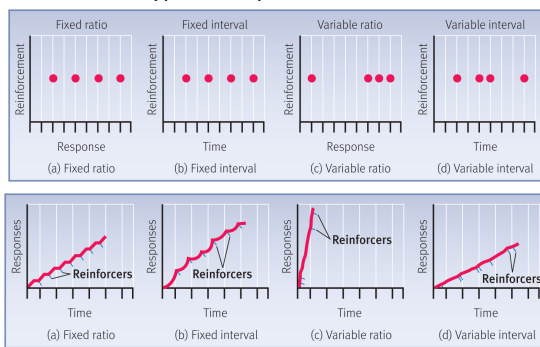 Fixed ratio
Fixed interval
Variable ratio
Variable interval
Reinforcement
Response
(a) Fixed ratio
Reinforcement
Time
(b) Fixed interval
Reinforcement
Response
(c) Variable ratio
Reinforcement
Time
(d) Variable interval
Responses
Reinforcers
Time
(a) Fixed ratio
Responses
Reinforcers
Time
(b) Fixed interval
Responses
Reinforcers
Time
(c) Variable ratio
Responses
Reinforcers
Time
(d) Variable interval